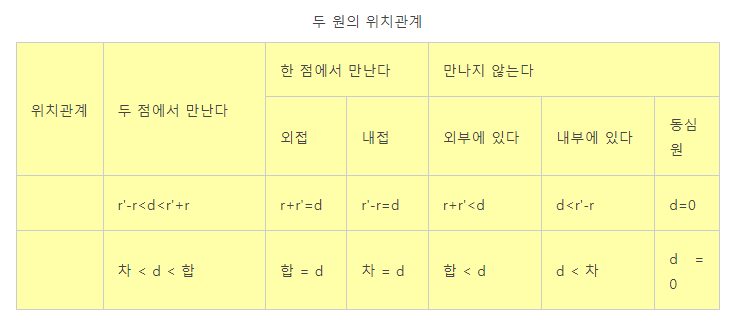 두 원의 위치관계
위치관계
두 점에서 만난다
한 점에서 만난다
만나지 않는다
외접
내접
외부에 있다
내부에 있다
동심
원
r'-r<d<r'+r
r+r'=d
r'-r=d
r+r'<d
d<r'-r
d=0
차 < d < 합
합 = d
차 = d
합 < d
d < 차
d =
0